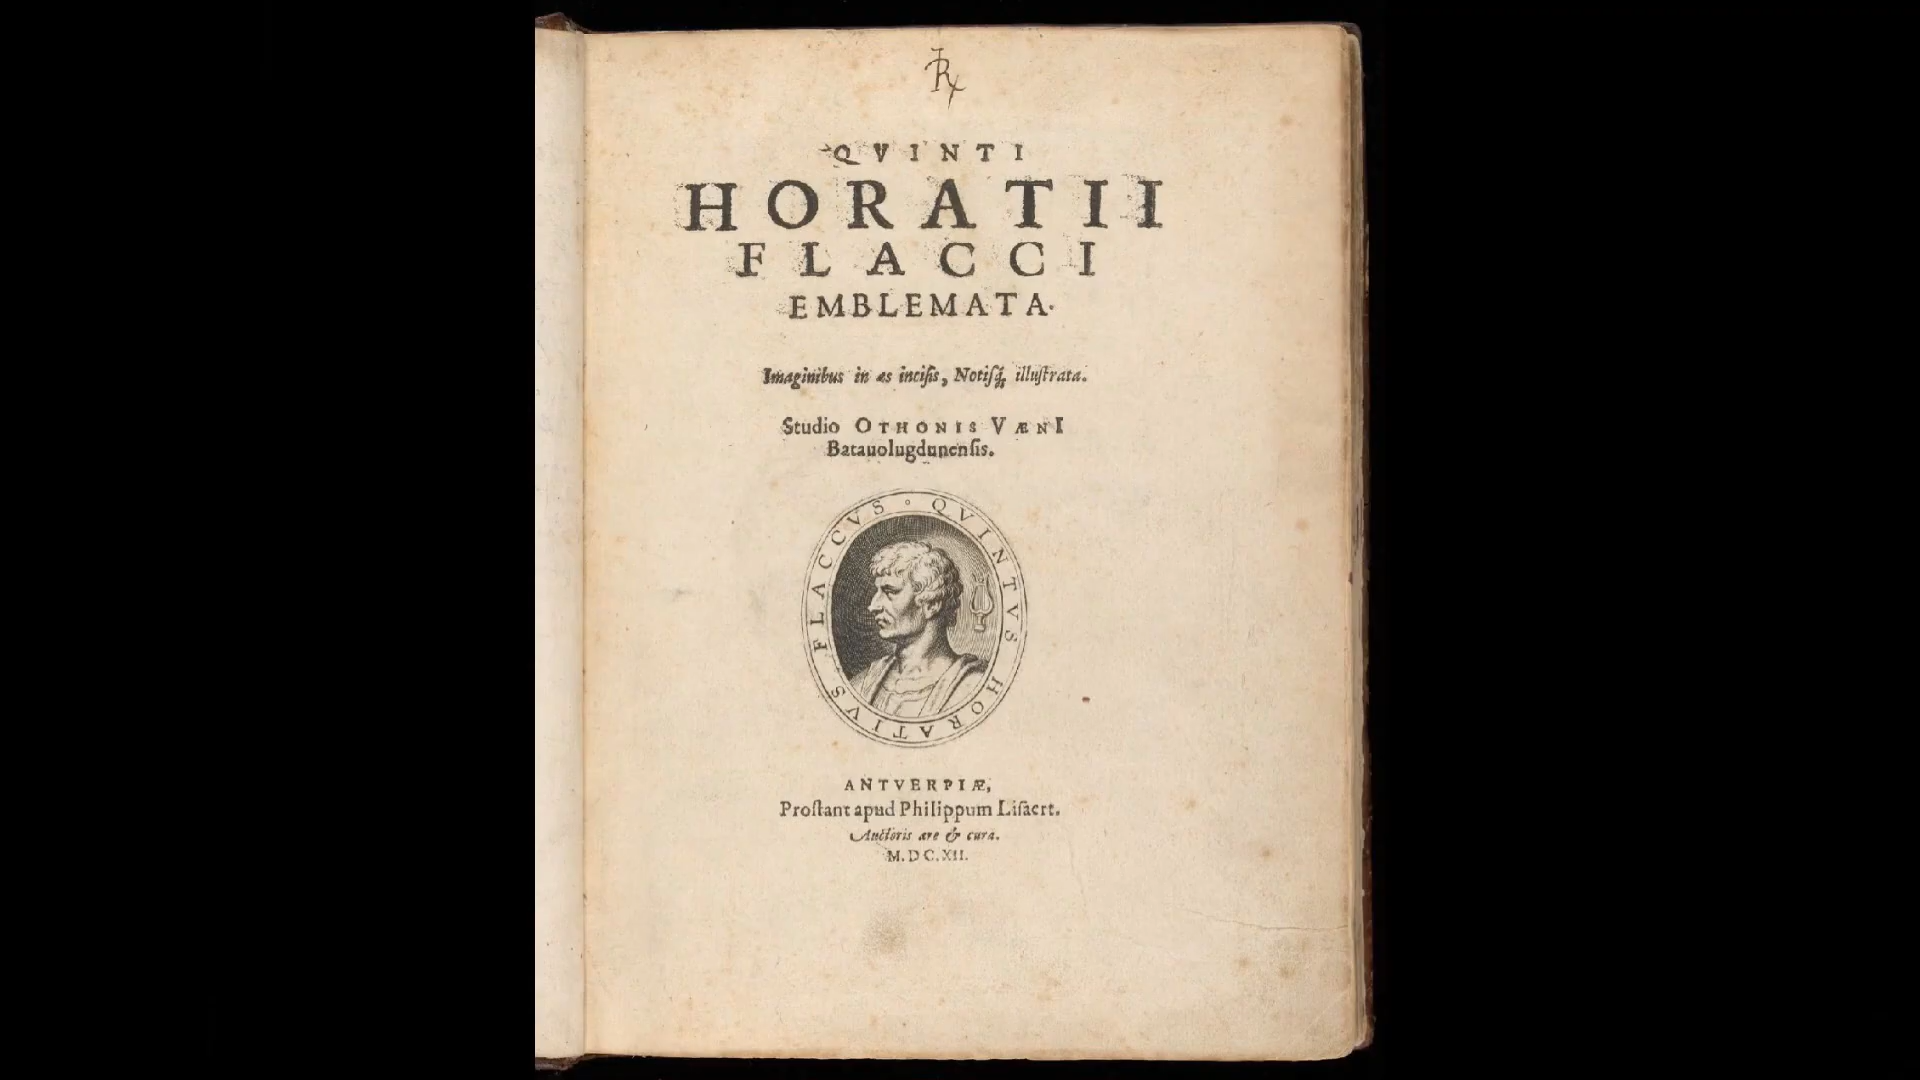 QVINTI
HORATII
FLACCI
EMBLEMATA.
Imaginibus in æs incisis, Notisq́; illustrata.
Studio OTHONIS VÆNI
Batauolugdunensis.
QVINTVS HORATIVS FLACCVS
ANTVERPIÆ,
Prostant apud Philippum Lisaert.
Auctoris ære & cura.
M.DC.XII.